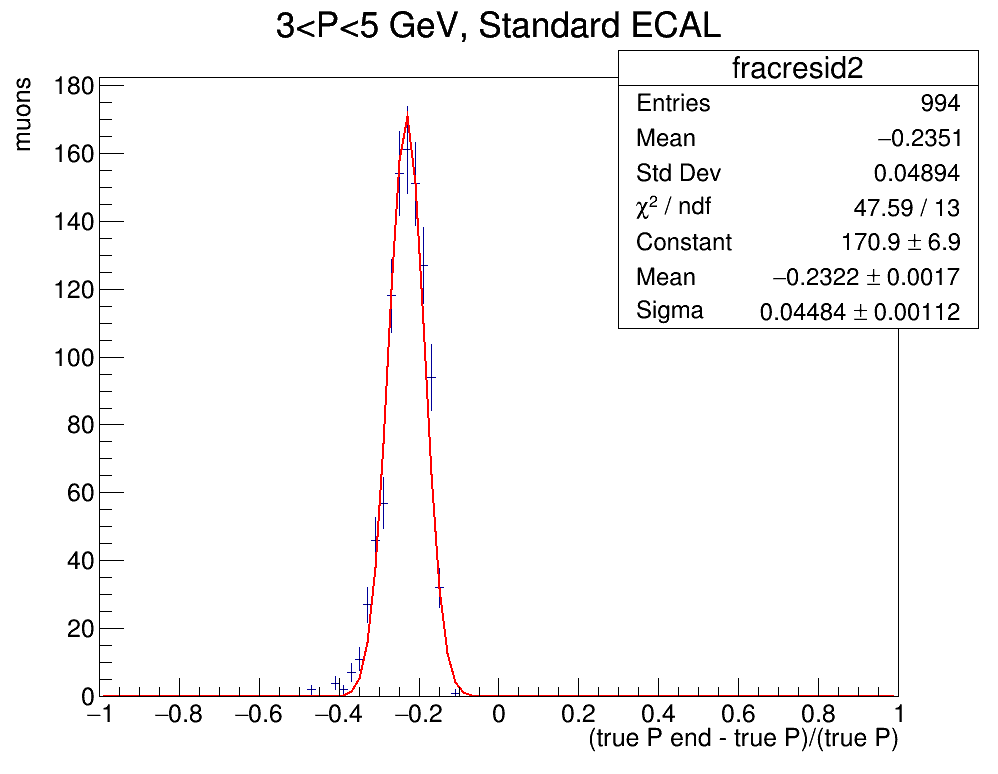 3<P<5 GeV, Standard ECAL
muons
fracresid2
Entries 994
Mean −0.2351
Std Dev 0.04894
χ² / ndf 47.59 / 13
Constant 170.9 ± 6.9
Mean −0.2322 ± 0.0017
Sigma 0.04484 ± 0.00112
180
160
140
120
100
80
60
40
20
0
−1 −0.8 −0.6 −0.4 −0.2 0 0.2 0.4 0.6 0.8 1
(true P end - true P)/(true P)